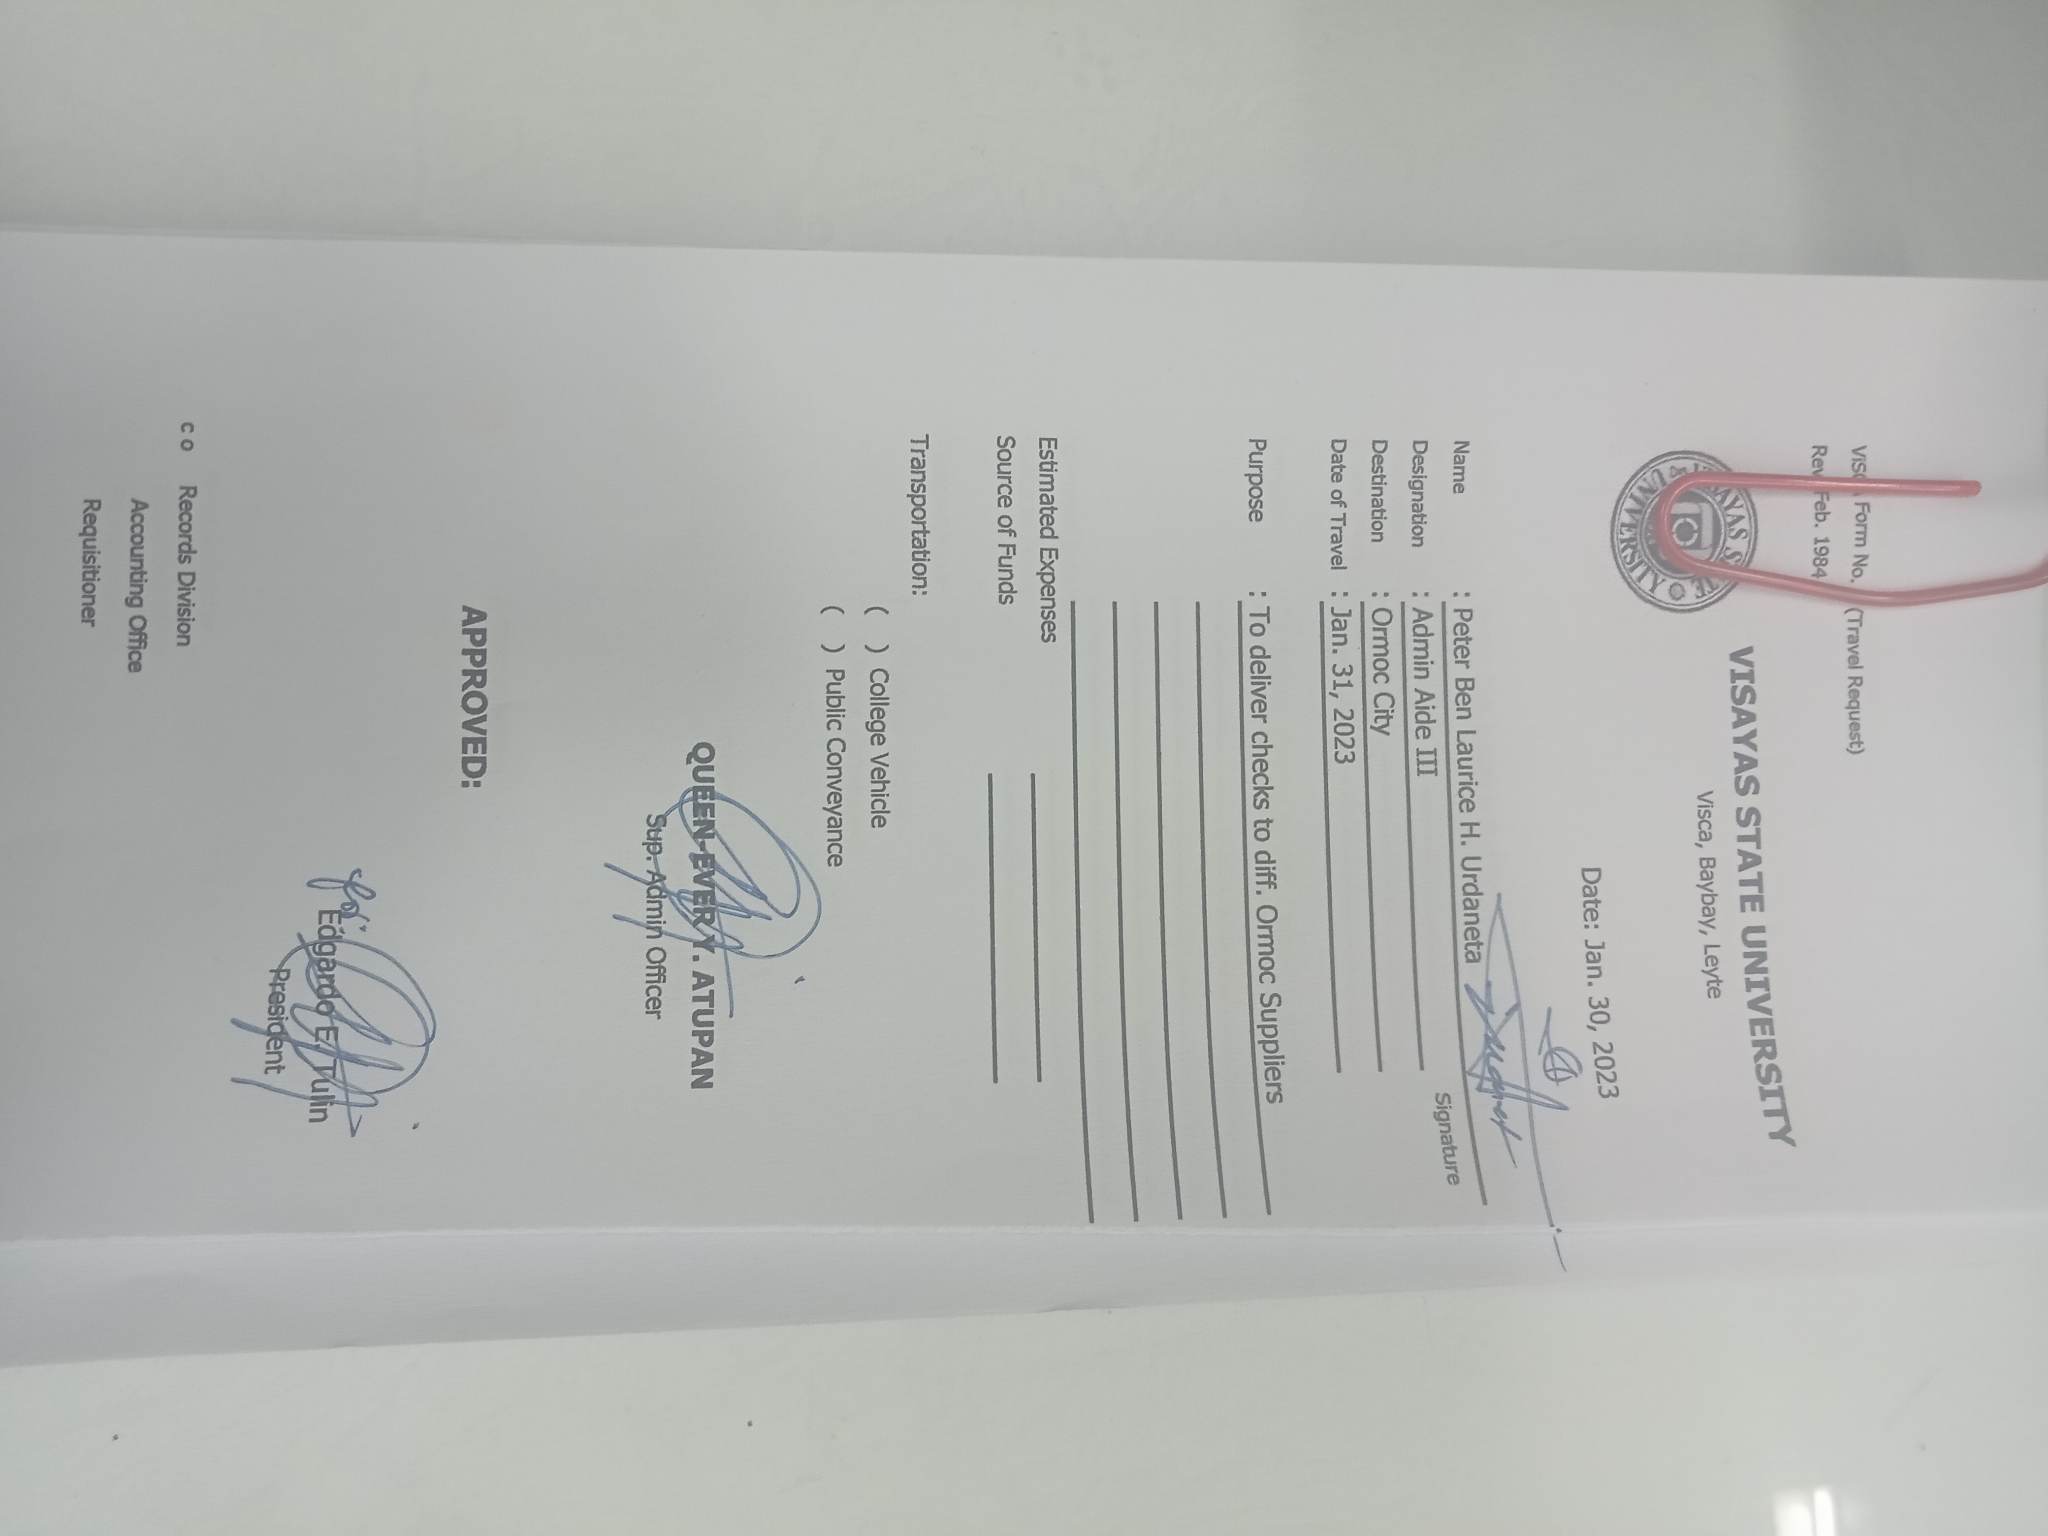 Visca Form No. (Travel Request)
Rev. Feb. 1984
VISAYAS STATE UNIVERSITY
Visca, Baybay, Leyte
Date: Jan. 30, 2023
Name : Peter Ben Laurice H. Urdaneta
Signature
Designation : Admin Aide III
Destination : Ormoc City
Date of Travel : Jan. 31, 2023
Purpose : To deliver checks to diff. Ormoc Suppliers
Estimated Expenses
Source of Funds
Transportation:
( ) College Vehicle
( ) Public Conveyance
QUEEN-EVER Y. ATUPAN
Sup. Admin Officer
APPROVED:
for: Edgardo E. Tulin
President
c o Records Division
Accounting Office
Requisitioner